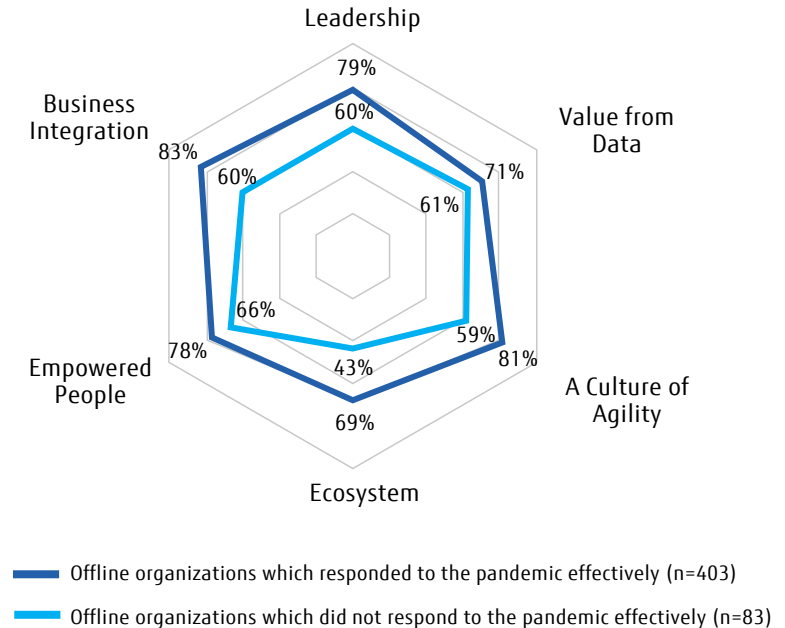 Leadership
79%
60%
Business
Integration
83%
60%
Value from
Data
71%
61%
66%
78%
Empowered
People
59%
81%
A Culture of
Agility
43%
69%
Ecosystem
Offline organizations which responded to the pandemic effectively (n=403)
Offline organizations which did not respond to the pandemic effectively (n=83)